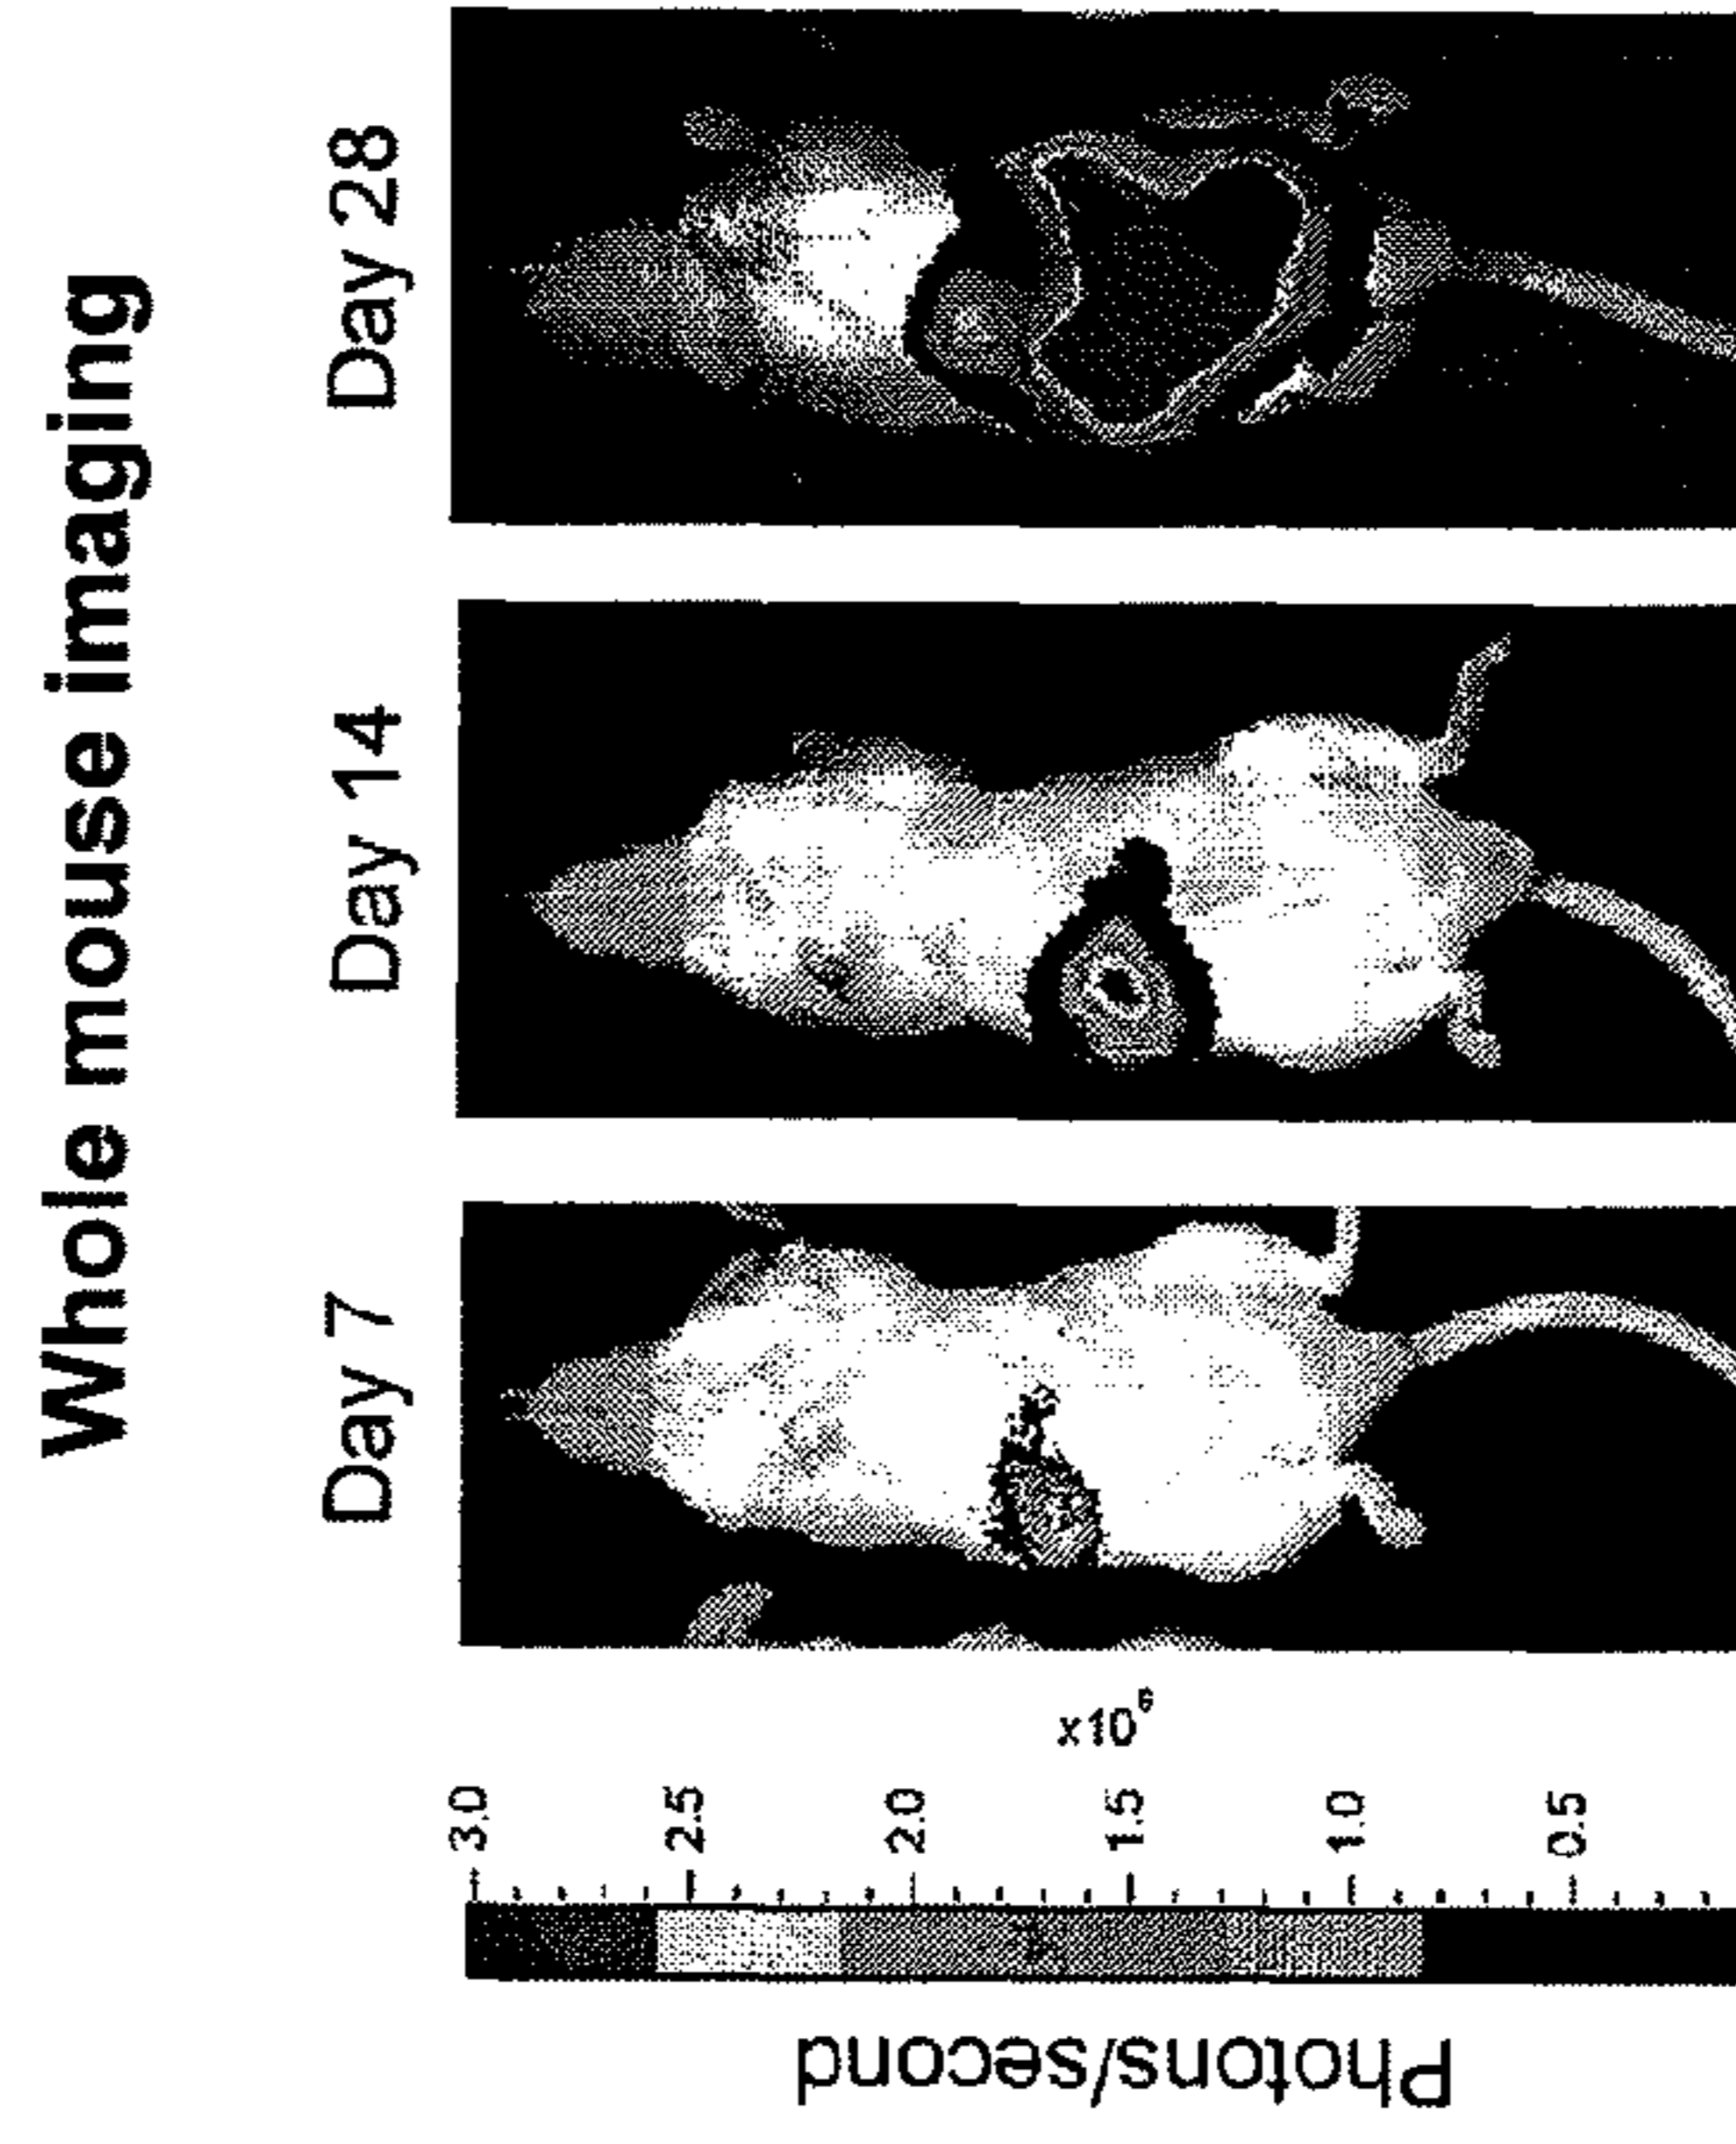 Whole mouse imaging
Day 7
Day 14
Day 28
Photons/second
3.0
2.5
2.0
1.5
1.0
0.5
x10⁶